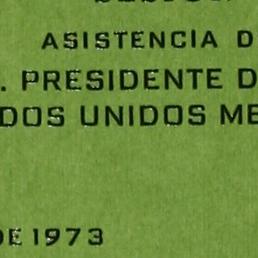 ASISTENCIA D
. PRESIDENTE D
DOS UNIDOS ME
DE 1973